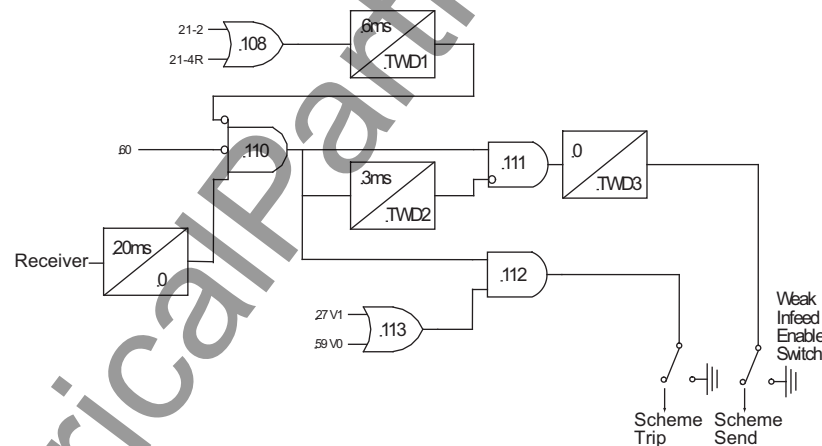 21-2
21-4R
.108
.6ms
.TWD1
.60
.110
.3ms
.TWD2
.111
.0
.TWD3
Receiver
.20ms
.0
.112
.27 V1
.59 V0
.113
Weak
Infeed
Enable
Switch
Scheme
Trip
Scheme
Send
ricalParti